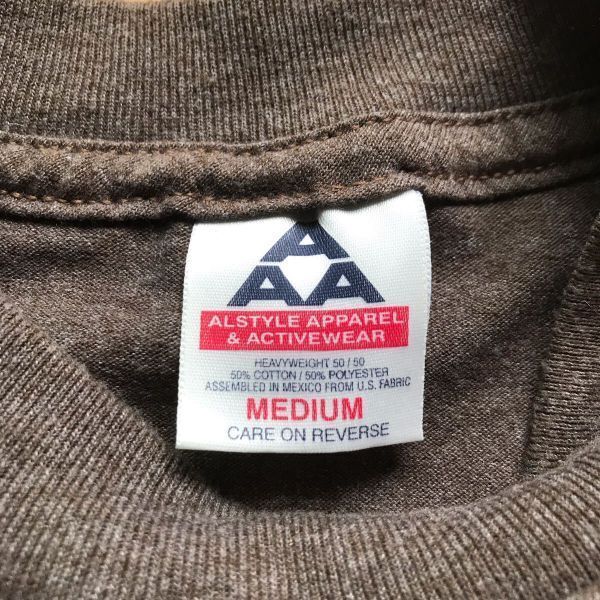 A
AA
ALSTYLE APPAREL
& ACTIVEWEAR
HEAVYWEIGHT 50 / 50
50% COTTON / 50% POLYESTER
ASSEMBLED IN MEXICO FROM U.S. FABRIC
MEDIUM
CARE ON REVERSE